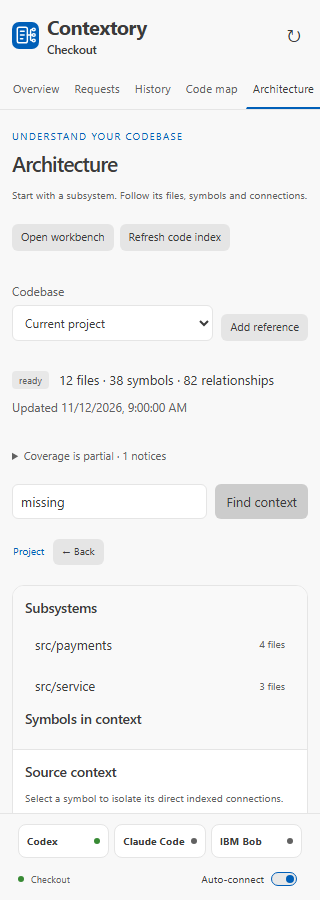 Contextory
Checkout
↻
Overview Requests History Code map Architecture
UNDERSTAND YOUR CODEBASE
Architecture
Start with a subsystem. Follow its files, symbols and connections.
Open workbench Refresh code index
Codebase
Current project Add reference
ready 12 files · 38 symbols · 82 relationships
Updated 11/12/2026, 9:00:00 AM
▶ Coverage is partial · 1 notices
missing Find context
Project ← Back
Subsystems
src/payments 4 files
src/service 3 files
Symbols in context
Source context
Select a symbol to isolate its direct indexed connections.
Codex Claude Code IBM Bob
Checkout Auto-connect